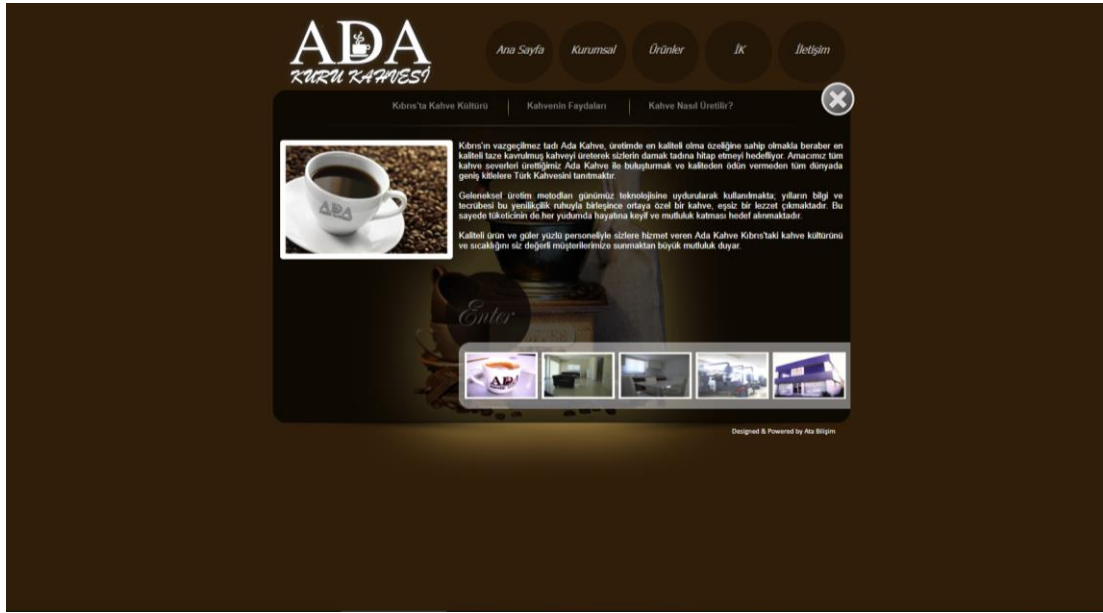 ADA
KURU KAHVESİ
Ana Sayfa
Kurumsal
Ürünler
İK
İletişim
Kıbrıs'ta Kahve Kültürü
Kahvenin Faydaları
Kahve Nasıl Üretilir?
Kıbrıs'ın vazgeçilmez tadı Ada Kahve, üretimde en kaliteli olma özeliğine sahip olmakla beraber en
kaliteli taze kavrulmuş kahveyi üreterek sizlerin damak tadına hitap etmeyi hedefliyor. Amacımız tüm
kahve severleri ürettiğimiz Ada Kahve ile buluşturmak ve kaliteden ödün vermeden tüm dünyada
geniş kitlelere Türk Kahvesini tanıtmaktır.
Geleneksel üretim metodları günümüz teknolojisine uydurularak kullanılmakta; yılların bilgi ve
tecrübesi bu yenilikçilik ruhuyla birleşince ortaya özel bir kahve, eşsiz bir lezzet çıkmaktadır. Bu
sayede tüketicinin de her yudumda hayatına keyif ve mutluluk katması hedef alınmaktadır.
Kaliteli ürün ve güler yüzlü personeliyle sizlere hizmet veren Ada Kahve Kıbrıs'taki kahve kültürünü
ve sıcaklığını siz değerli müşterilerimize sunmaktan büyük mutluluk duyar.
ADA
Enter
ADA
Designed & Powered by Ata Bilişim